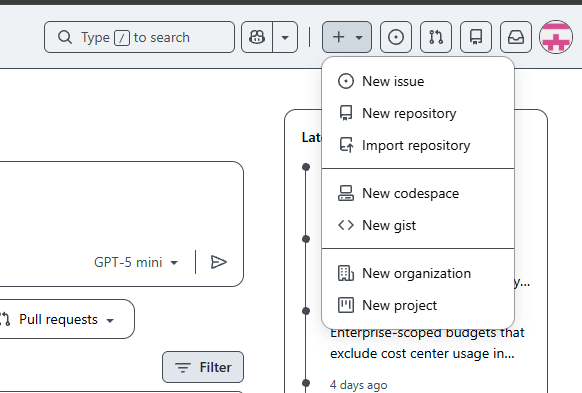 Type / to search
New issue
New repository
Import repository
New codespace
New gist
New organization
New project
GPT-5 mini
Pull requests
Filter
Late
y...
Enterprise-scoped budgets that
exclude cost center usage in...
4 days ago